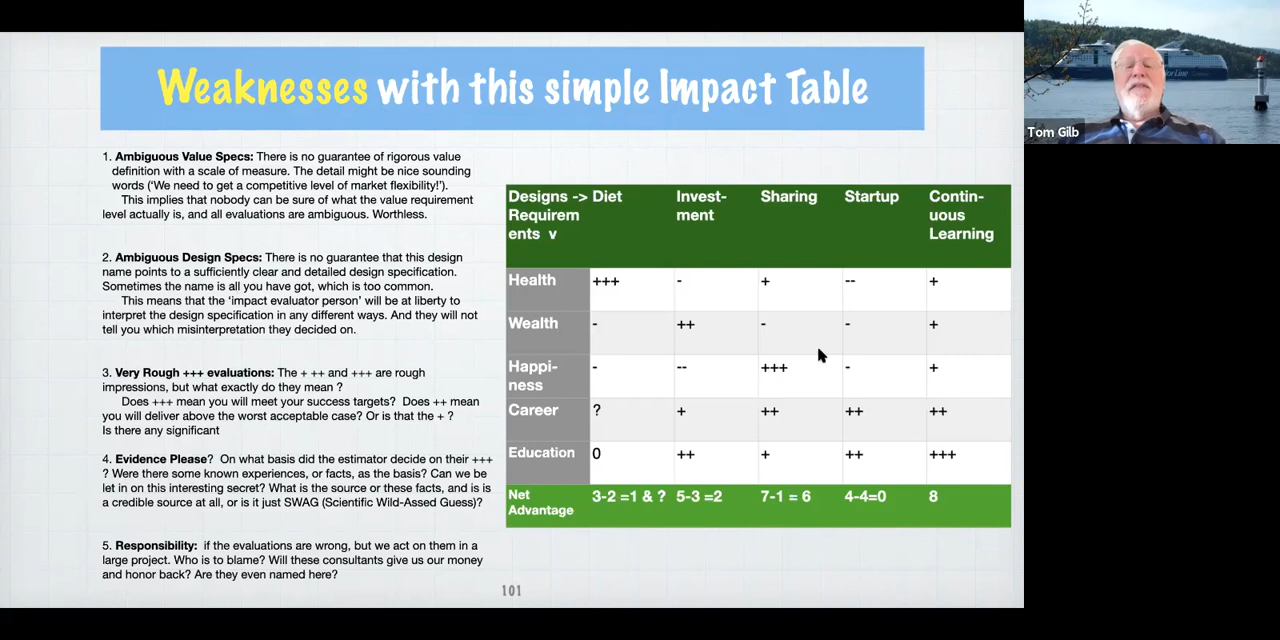 Weaknesses with this simple Impact Table
1. Ambiguous Value Specs: There is no guarantee of rigorous value
definition with a scale of measure. The detail might be nice sounding
words (‘We need to get a competitive level of market flexibility!’).
This implies that nobody can be sure of what the value requirement
level actually is, and all evaluations are ambiguous. Worthless.
2. Ambiguous Design Specs: There is no guarantee that this design
name points to a sufficiently clear and detailed design specification.
Sometimes the name is all you have got, which is too common.
This means that the ‘impact evaluator person’ will be at liberty to
interpret the design specification in any different ways. And they will not
tell you which misinterpretation they decided on.
3. Very Rough +++ evaluations: The + ++ and +++ are rough
impressions, but what exactly do they mean ?
Does +++ mean you will meet your success targets? Does ++ mean
you will deliver above the worst acceptable case? Or is that the + ?
Is there any significant
4. Evidence Please? On what basis did the estimator decide on their +++
? Were there some known experiences, or facts, as the basis? Can we be
let in on this interesting secret? What is the source or these facts, and is is
a credible source at all, or is it just SWAG (Scientific Wild-Assed Guess)?
5. Responsibility: if the evaluations are wrong, but we act on them in a
large project. Who is to blame? Will these consultants give us our money
and honor back? Are they even named here?
Designs -> Diet Invest- Sharing Startup Contin-
Requirem ment uous
ents v Learning
Health +++ - + -- +
Wealth - ++ - - +
Happi- - -- +++ - +
ness
Career ? + ++ ++ ++
Education 0 ++ + ++ +++
Net 3-2 =1 & ? 5-3 =2 7-1 = 6 4-4=0 8
Advantage
101
Tom Gilb